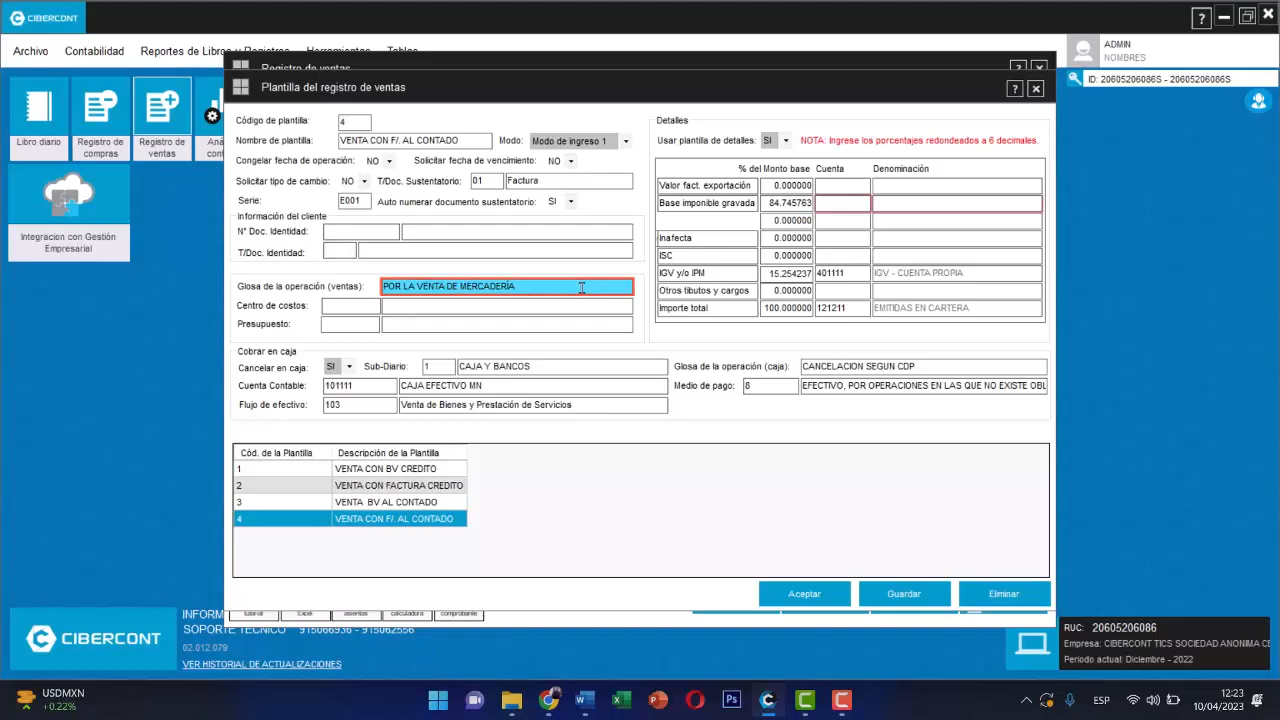 CIBERCONT
?
Archivo Contabilidad Reportes de Libros y Registros Herramientas Tablas
ADMIN
NOMBRES
ID: 20605206086S - 20605206086S
Registro de ventas
Plantilla del registro de ventas
?
Libro diario
Registro de compras
Registro de ventas
Integracion con Gestión
Empresarial
Código de plantilla: 4
Nombre de plantilla: VENTA CON F/. AL CONTADO Modo: Modo de ingreso 1
Congelar fecha de operación: NO Solicitar fecha de vencimiento: NO
Solicitar tipo de cambio: NO T/Doc. Sustentatorio: 01 Factura
Serie: E001 Auto numerar documento sustentatorio: SI
Información del cliente
N° Doc. Identidad:
T/Doc. Identidad:
Glosa de la operación (ventas): POR LA VENTA DE MERCADERÍA
Centro de costos:
Presupuesto:
Detalles
Usar plantilla de detalles: SI NOTA: Ingrese los porcentajes redondeados a 6 decimales.
% del Monto base Cuenta Denominación
Valor fact. exportación 0.000000
Base imponible gravada 84.745763
0.000000
Inafecta 0.000000
ISC 0.000000
IGV y/o IPM 15.254237 401111 IGV - CUENTA PROPIA
Otros tibutos y cargos 0.000000
Importe total 100.000000 121211 EMITIDAS EN CARTERA
Cobrar en caja
Cancelar en caja: SI Sub-Diario: 1 CAJA Y BANCOS Glosa de la operación (caja): CANCELACION SEGUN CDP
Cuenta Contable: 101111 CAJA EFECTIVO MN Medio de pago: 8 EFECTIVO, POR OPERACIONES EN LAS QUE NO EXISTE OBL
Flujo de efectivo: 103 Venta de Bienes y Prestación de Servicios
Cód. de la Plantilla Descripción de la Plantilla
1 VENTA CON BV CREDITO
2 VENTA CON FACTURA CREDITO
3 VENTA BV AL CONTADO
4 VENTA CON F/. AL CONTADO
Aceptar Guardar Eliminar
tutorial Excel asientos calculadora comprobante
CIBERCONT
INFORM
SOPORTE TECNICO 915066936 - 915062556
02.012.079
VER HISTORIAL DE ACTUALIZACIONES
RUC: 20605206086
Empresa: CIBERCONT TICS SOCIEDAD ANONIMA CE
Periodo actual: Diciembre - 2022
USDMXN
+0.22%
ESP
12:23
10/04/2023